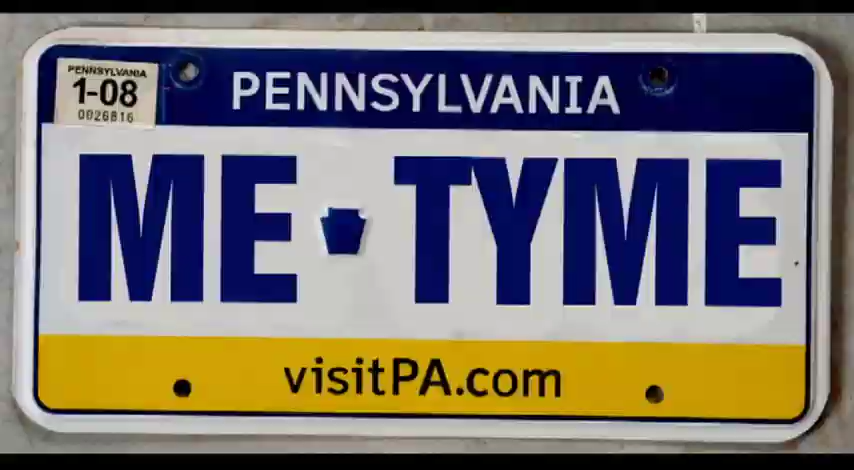 PENNSYLVANIA
1-08
0026816
PENNSYLVANIA
ME TYME
visitPA.com